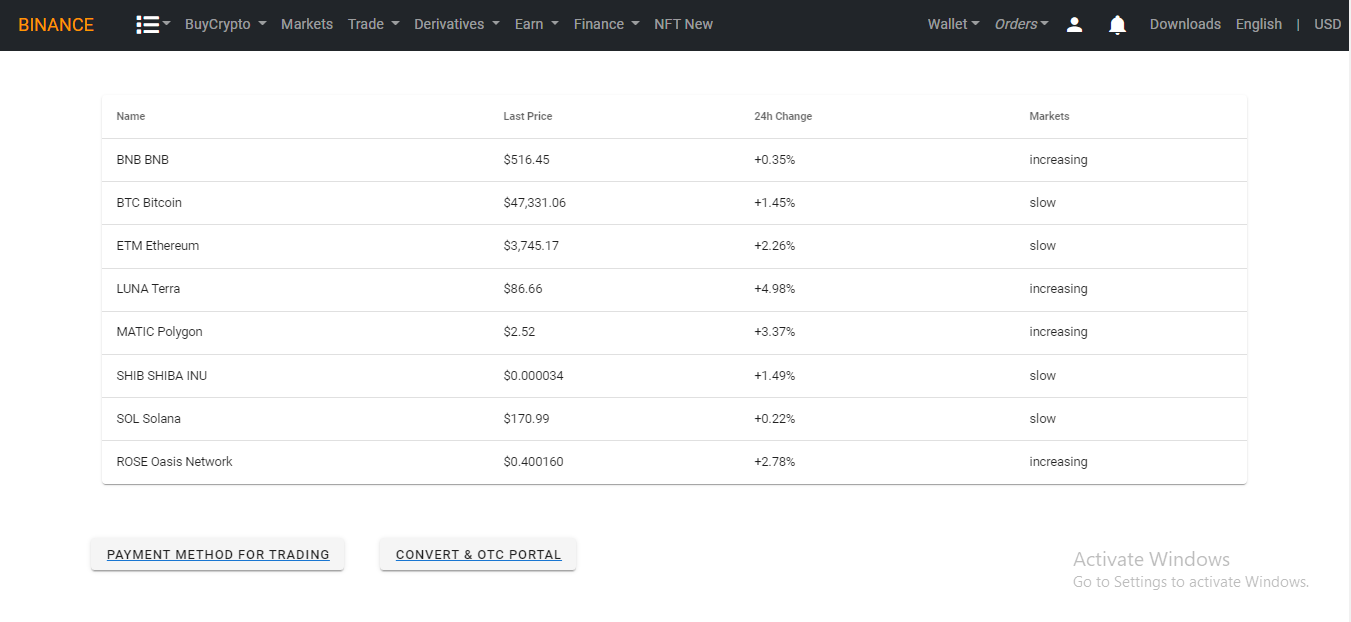 BINANCE BuyCrypto Markets Trade Derivatives Earn Finance NFT New Wallet Orders Downloads English | USD
Name Last Price 24h Change Markets
BNB BNB $516.45 +0.35% increasing
BTC Bitcoin $47,331.06 +1.45% slow
ETM Ethereum $3,745.17 +2.26% slow
LUNA Terra $86.66 +4.98% increasing
MATIC Polygon $2.52 +3.37% increasing
SHIB SHIBA INU $0.000034 +1.49% slow
SOL Solana $170.99 +0.22% slow
ROSE Oasis Network $0.400160 +2.78% increasing
PAYMENT METHOD FOR TRADING CONVERT & OTC PORTAL
Activate Windows
Go to Settings to activate Windows.